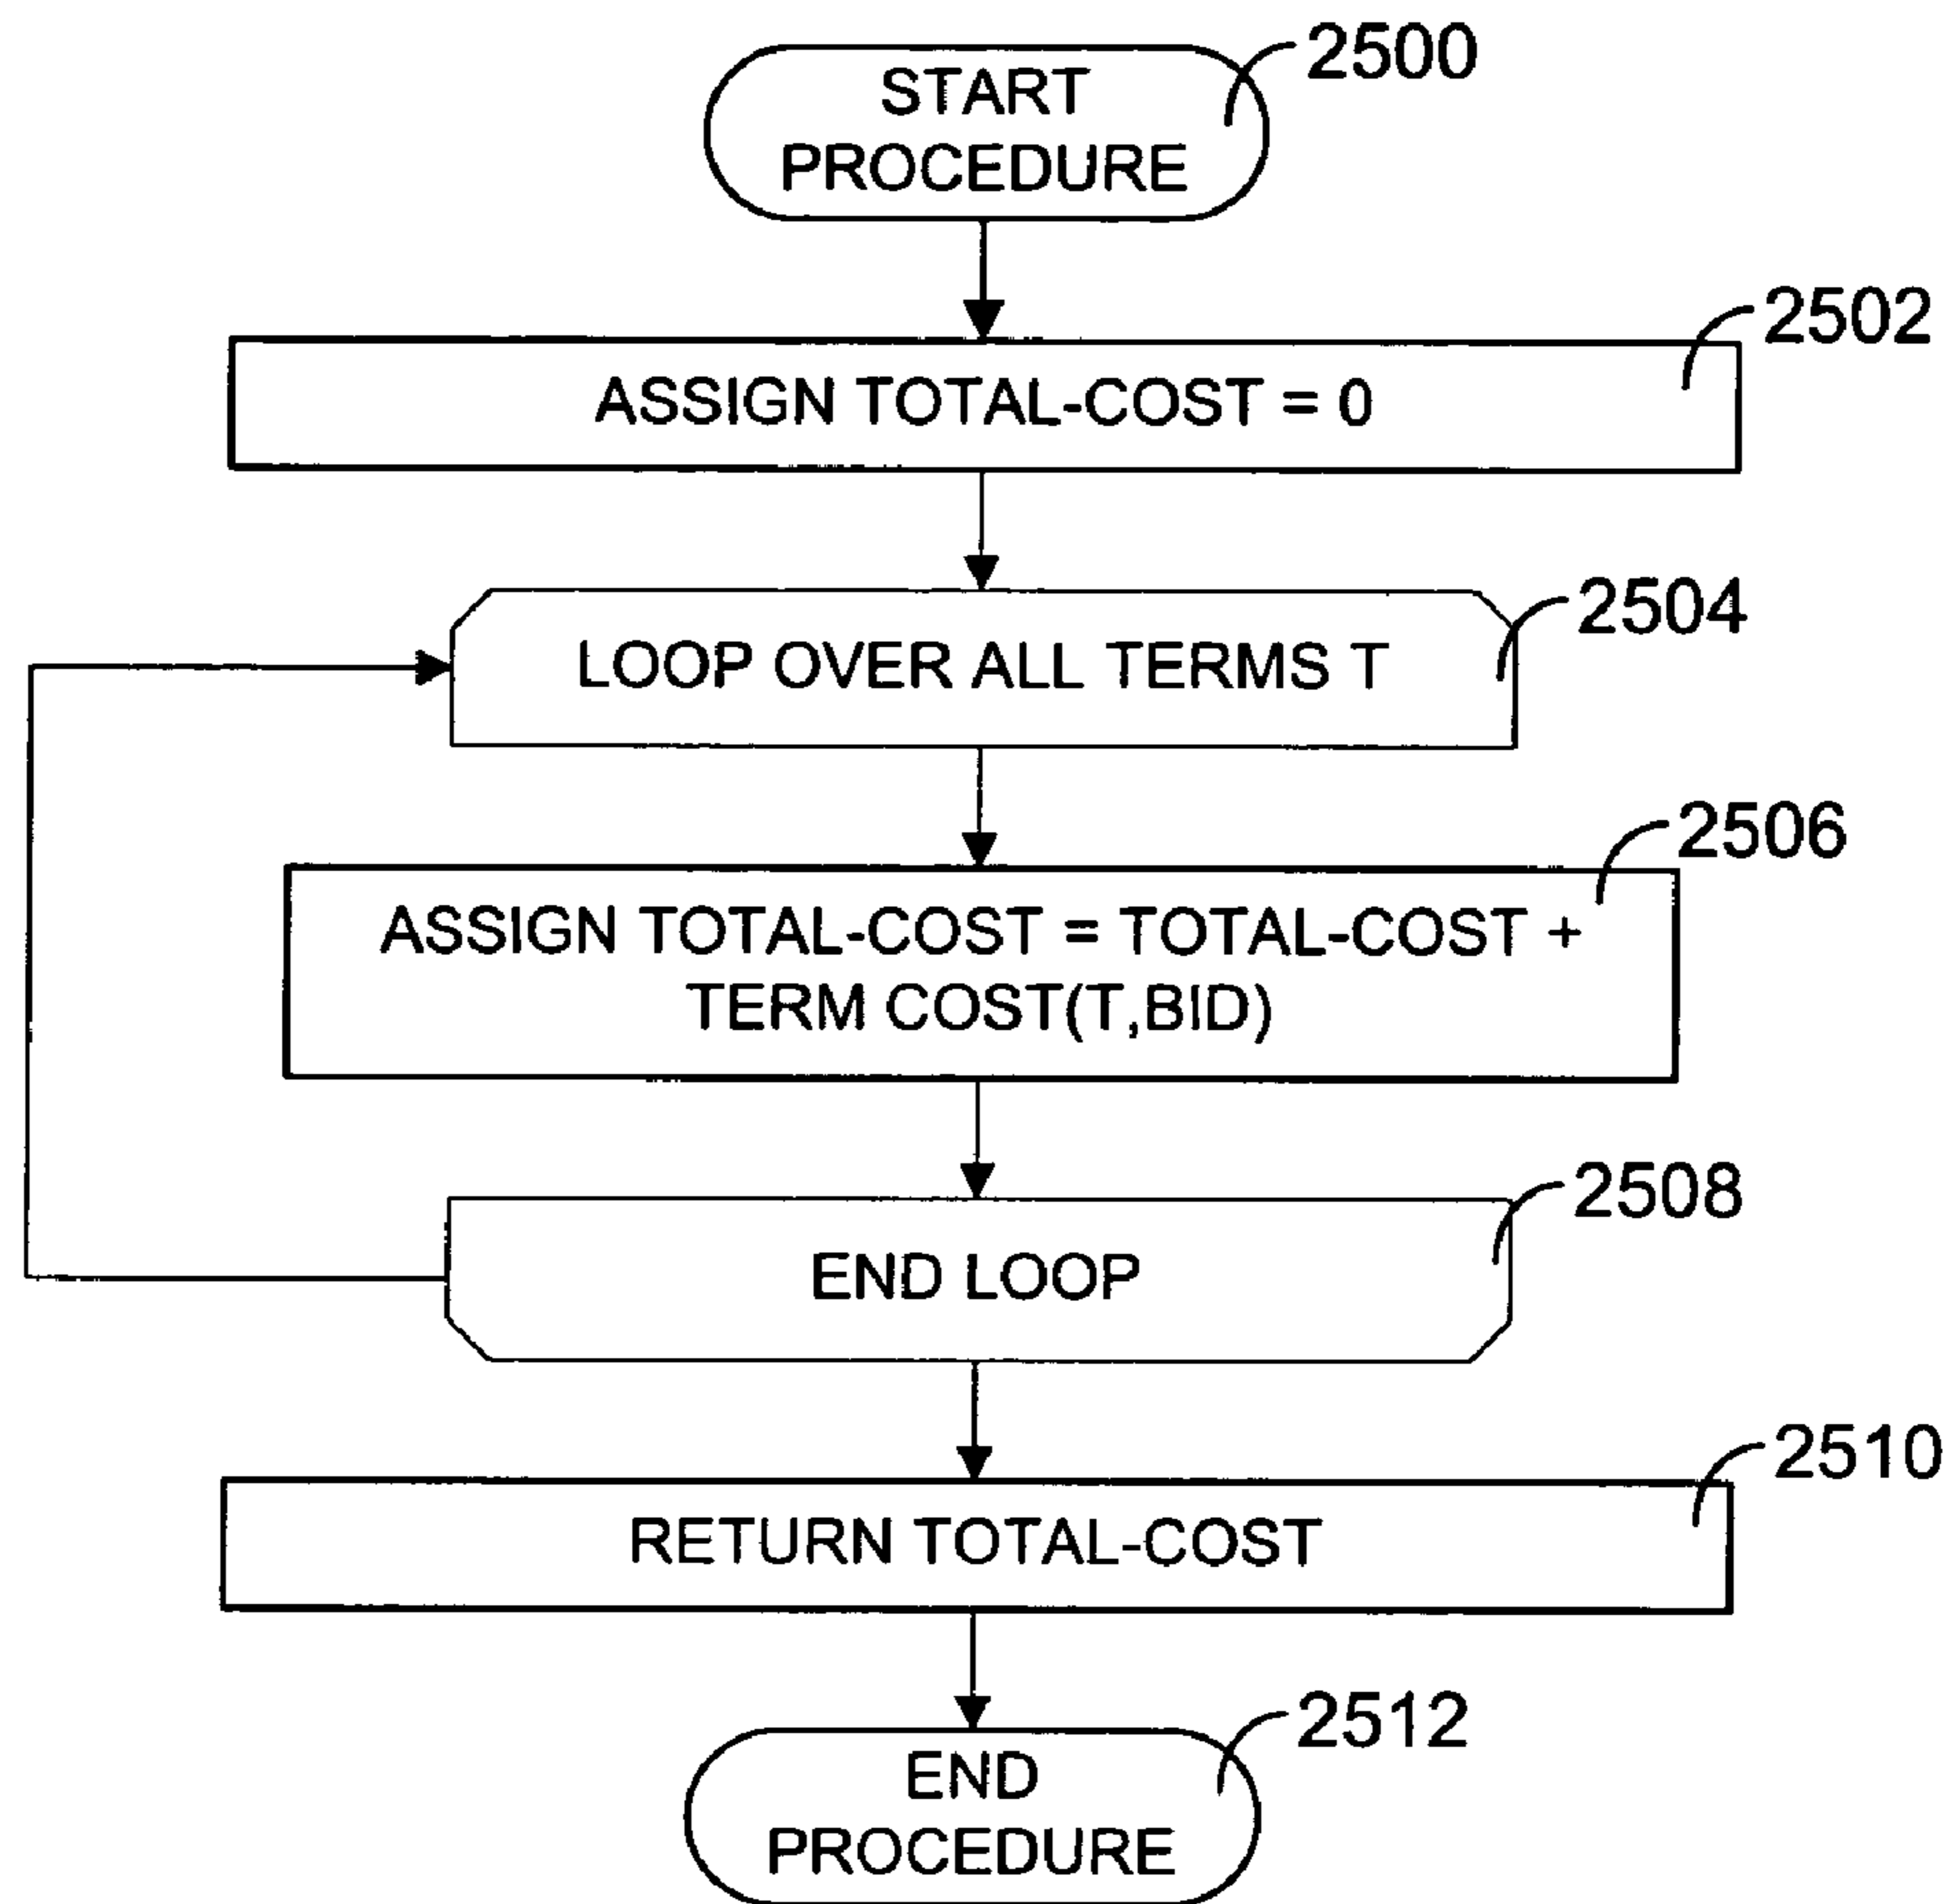 START
PROCEDURE
2500
ASSIGN TOTAL-COST = 0
2502
LOOP OVER ALL TERMS T
2504
ASSIGN TOTAL-COST = TOTAL-COST +
TERM COST(T,BID)
2506
END LOOP
2508
RETURN TOTAL-COST
2510
END
PROCEDURE
2512